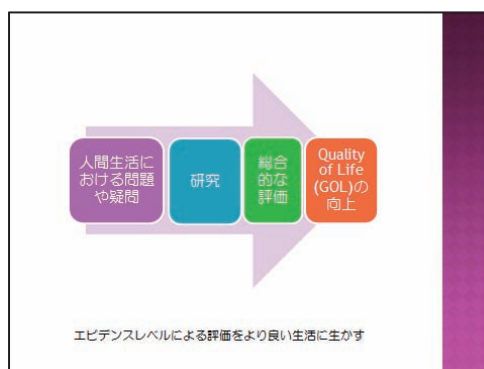 人間生活に
おける問題
や疑問
研究
総合
的な
評価
Quality
of Life
(GOL)の
向上
エビデンスレベルによる評価をより良い生活に生かす